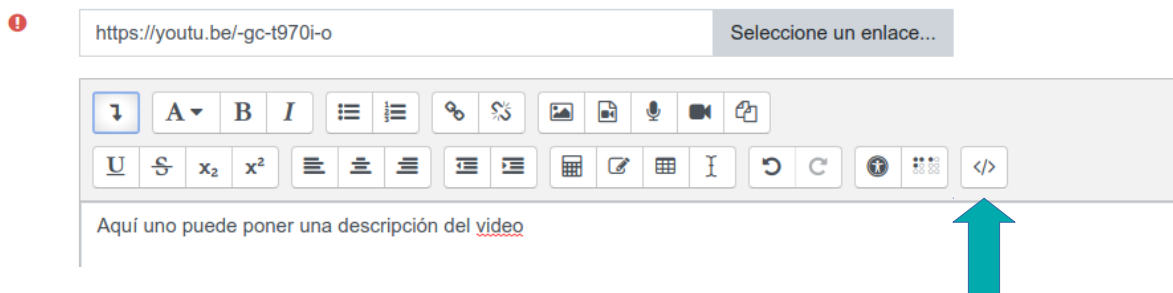 https://youtu.be/-gc-t970i-o Seleccione un enlace...
A B I
U S x₂ x²
Aquí uno puede poner una descripción del video